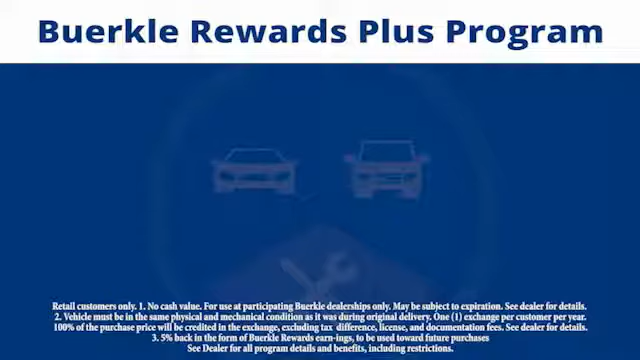 Buerkle Rewards Plus Program
Retail customers only. 1. No cash value. For use at participating Buerkle dealerships only. May be subject to expiration. See dealer for details.
2. Vehicle must be in the same physical and mechanical condition as it was during original delivery. One (1) exchange per customer per year.
100% of the purchase price will be credited in the exchange, excluding tax difference, license, and documentation fees. See dealer for details.
3. 5% back in the form of Buerkle Rewards earn-ings, to be used toward future purchases
See Dealer for all program details and benefits, including restrictions.